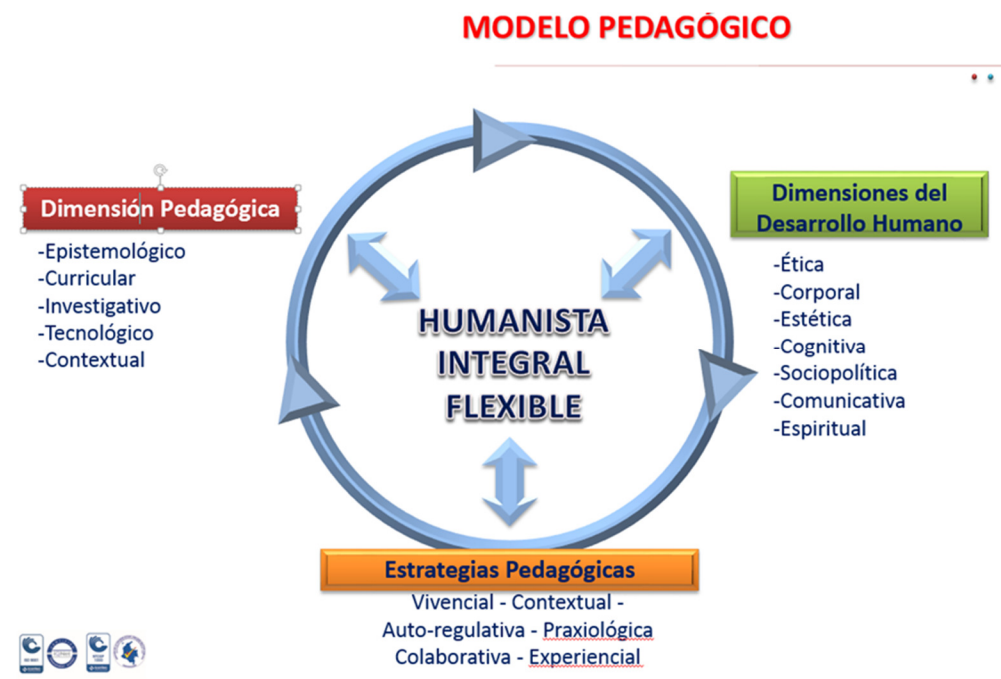 MODELO PEDAGÓGICO
Dimensión Pedagógica
-Epistemológico
-Curricular
-Investigativo
-Tecnológico
-Contextual
Dimensiones del
Desarrollo Humano
-Ética
-Corporal
-Estética
-Cognitiva
-Sociopolítica
-Comunicativa
-Espiritual
HUMANISTA
INTEGRAL
FLEXIBLE
Estrategias Pedagógicas
Vivencial - Contextual -
Auto-regulativa - Praxiológica
Colaborativa - Experiencial